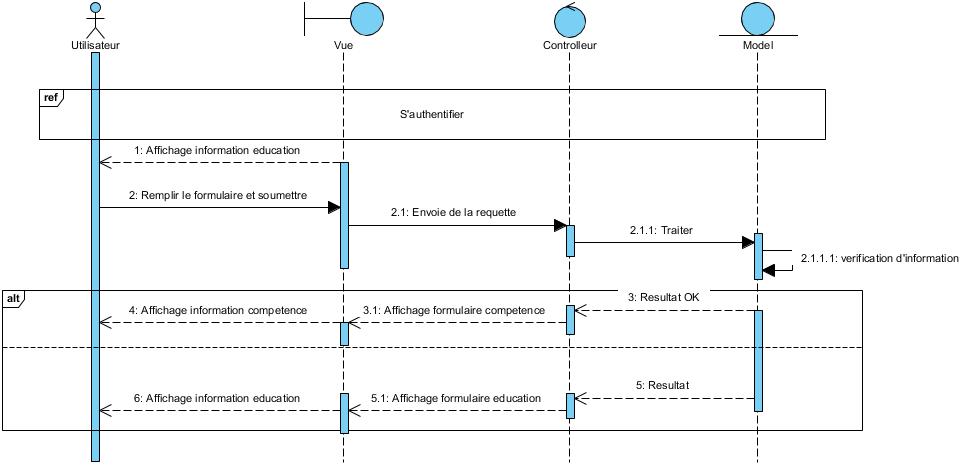 Utilisateur
Vue
Controlleur
Model
ref
S'authentifier
1: Affichage information education
2: Remplir le formulaire et soumettre
2.1: Envoie de la requette
2.1.1: Traiter
2.1.1.1: verification d'information
alt
3: Resultat OK
4: Affichage information competence
3.1: Affichage formulaire competence
5: Resultat
6: Affichage information education
5.1: Affichage formulaire education